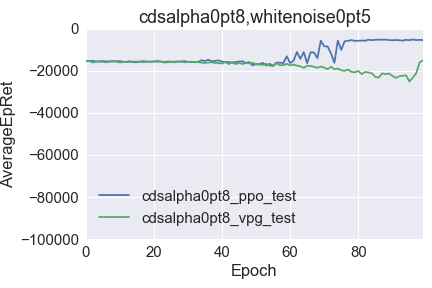 cdsalpha0pt8,whitenoise0pt5
AverageEpRet
0
−20000
−40000
−60000
−80000
−100000
cdsalpha0pt8_ppo_test
cdsalpha0pt8_vpg_test
0 20 40 60 80
Epoch